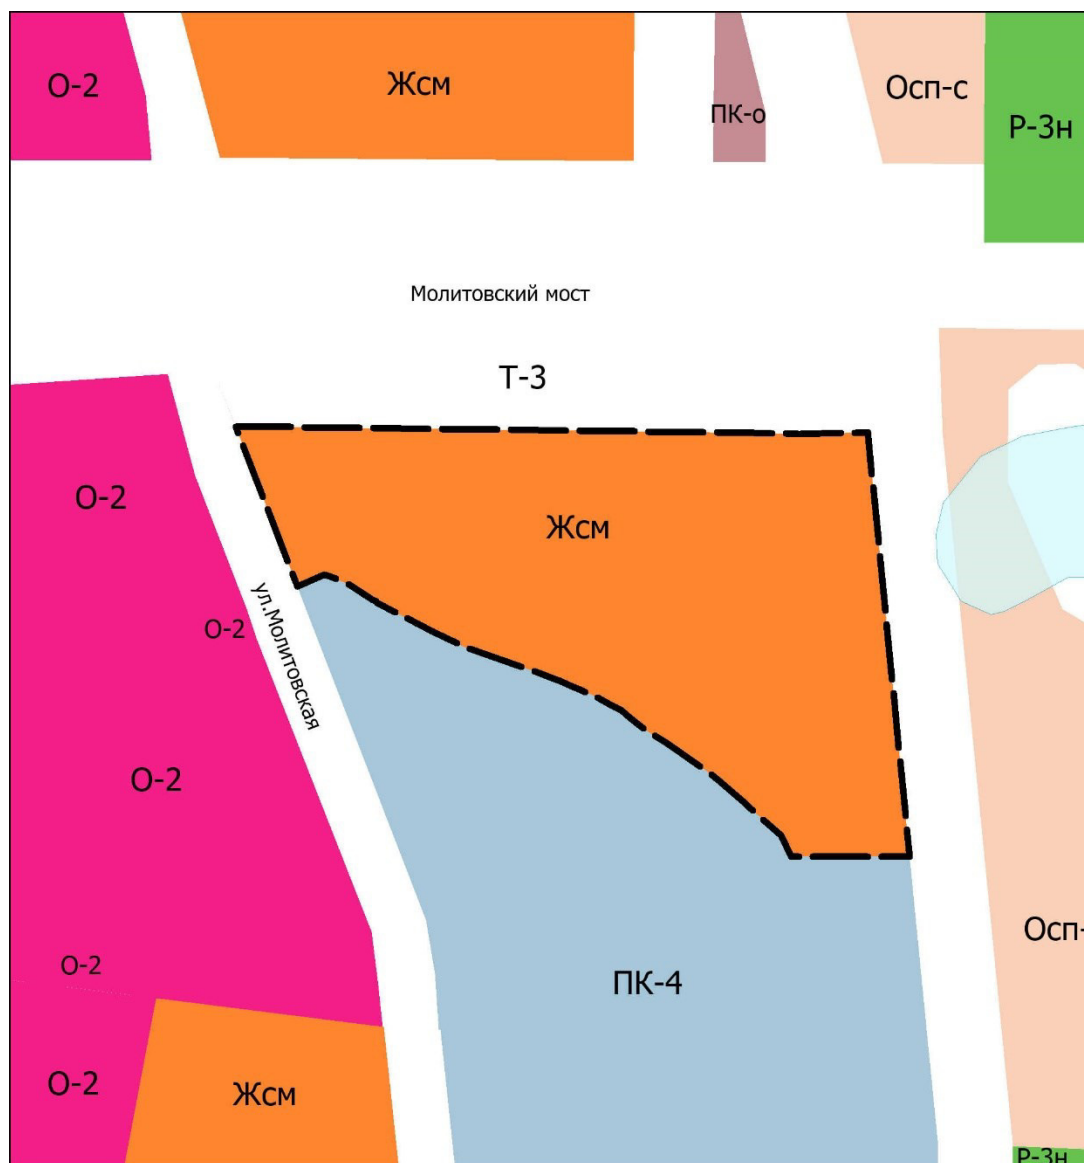 О-2
Жсм
ПК-о
Осп-с
Р-3н
Молитовский мост
Т-3
О-2
Жсм
О-2
ул.Молитовская
О-2
Осп-
О-2
ПК-4
О-2
Жсм
Р-3н